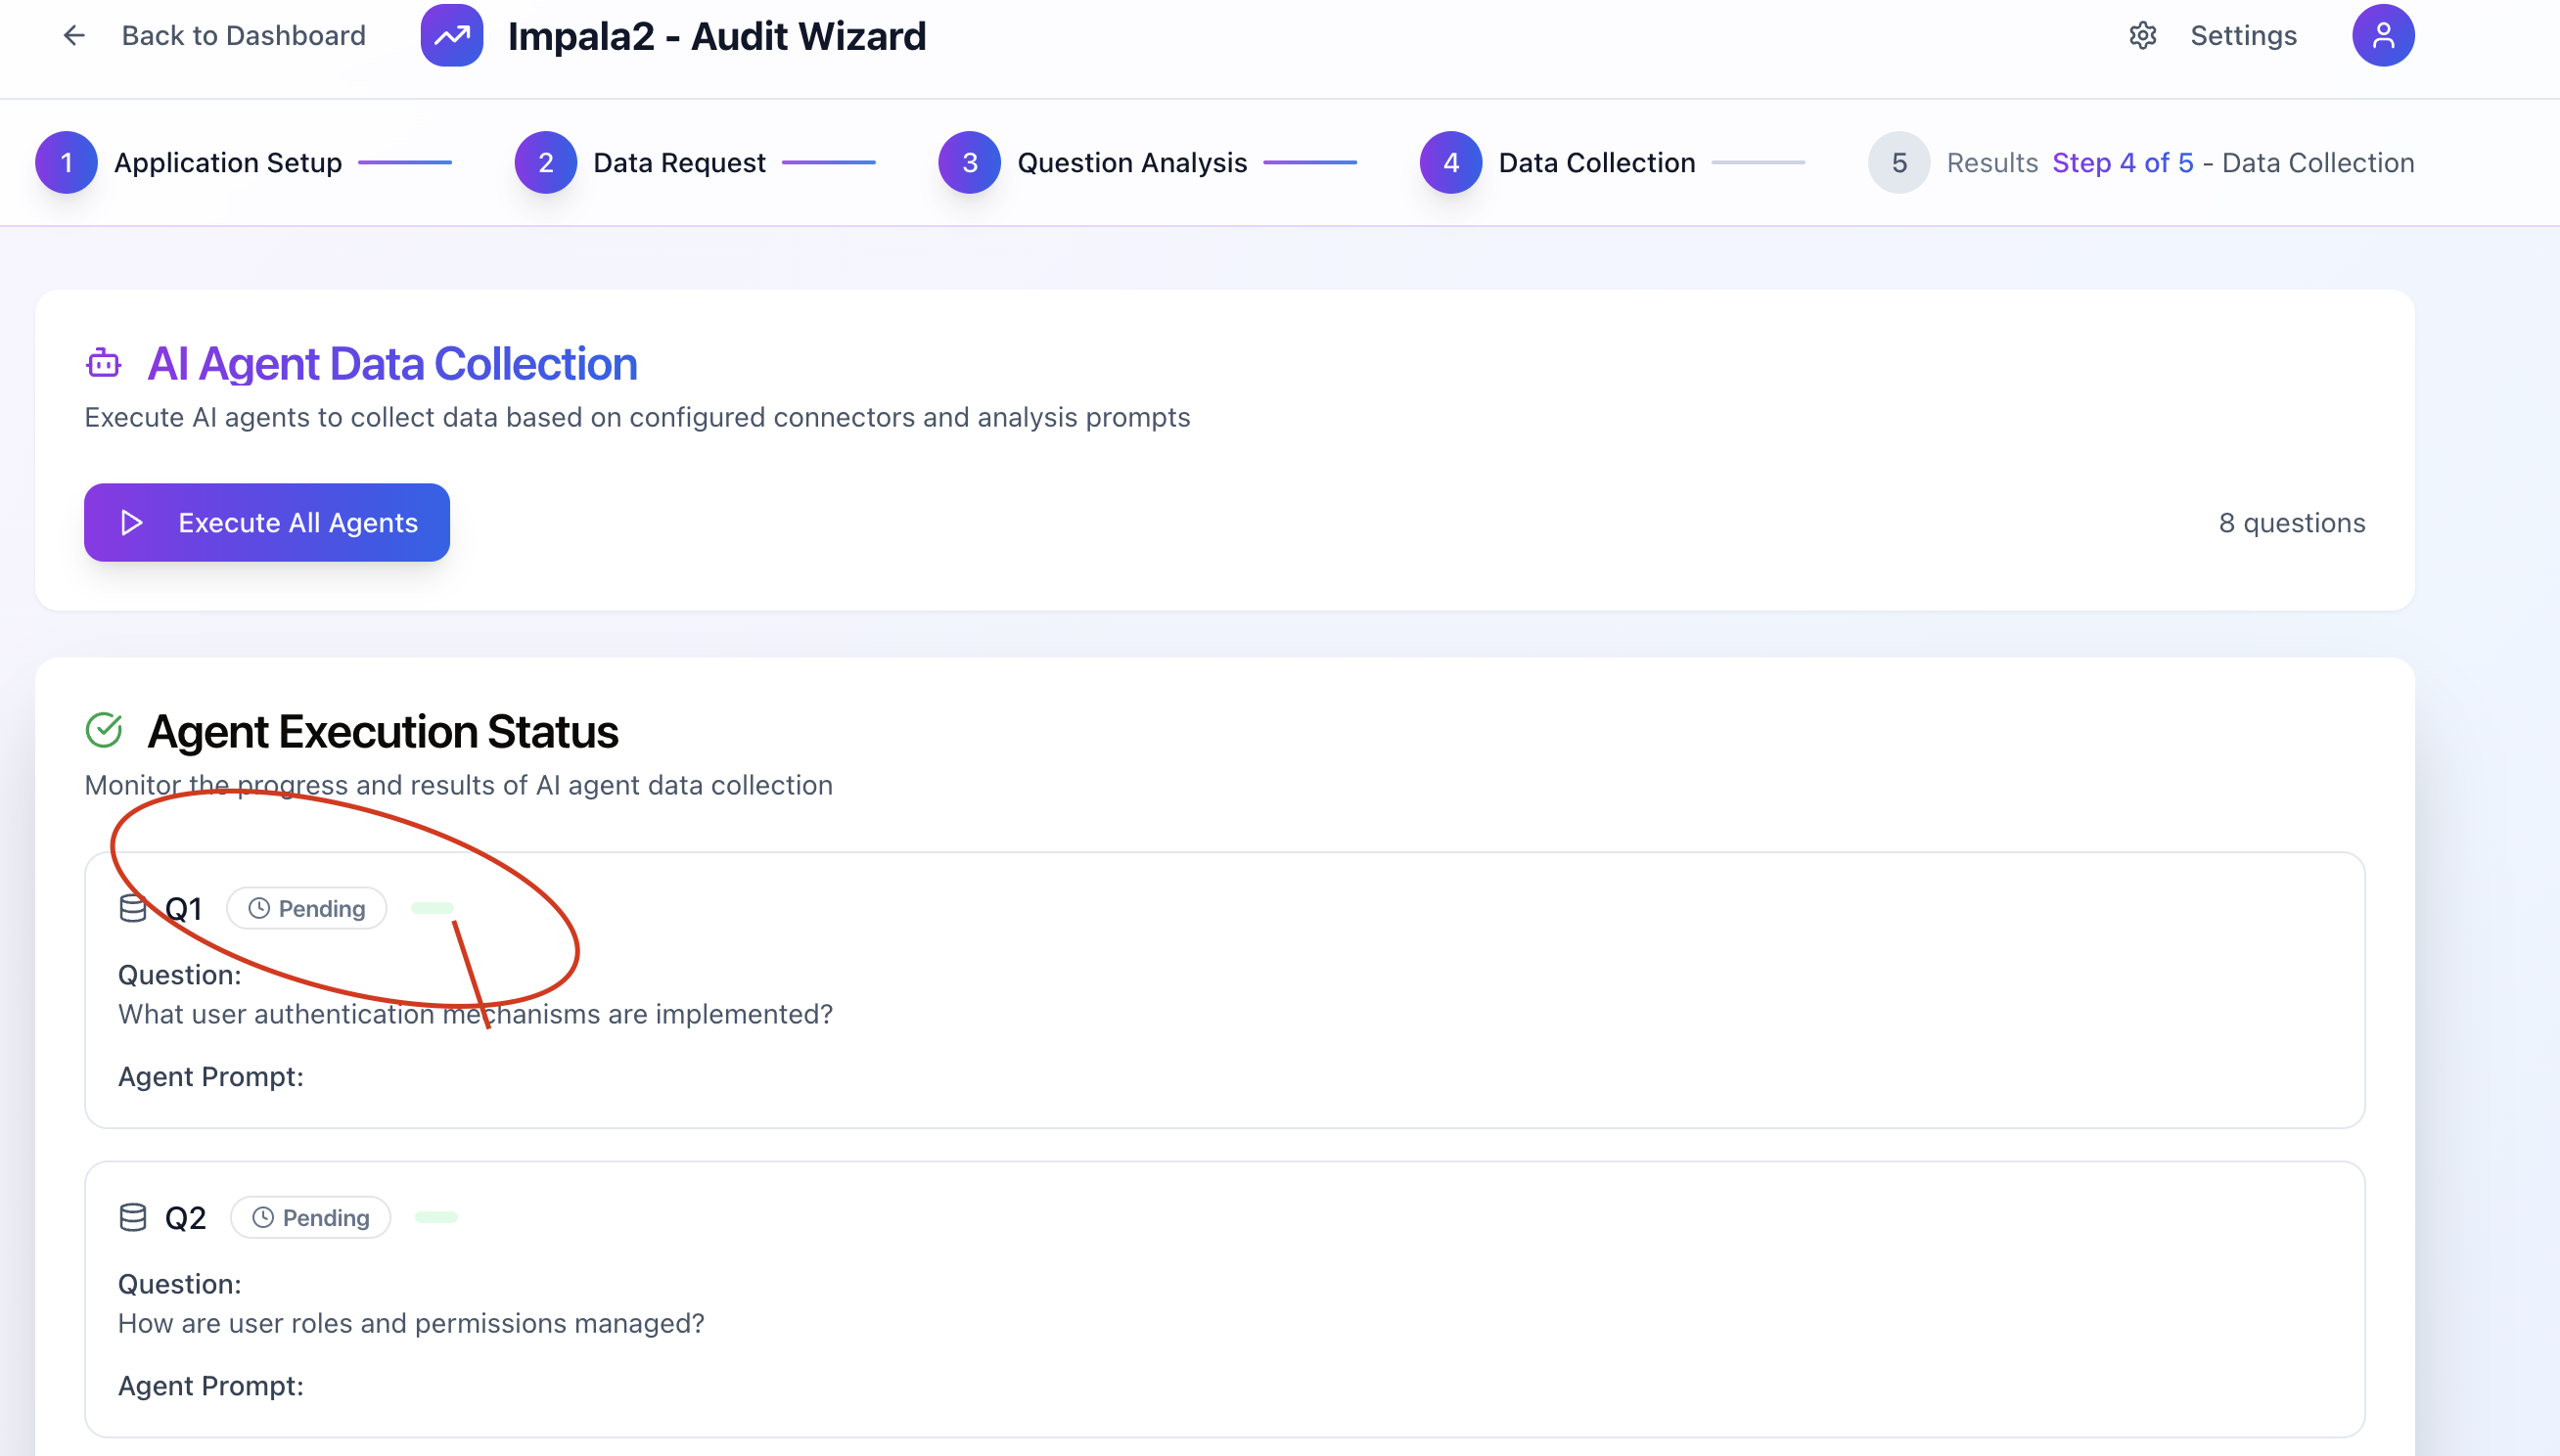 Back to Dashboard Impala2 - Audit Wizard Settings
1 Application Setup 2 Data Request 3 Question Analysis 4 Data Collection 5 Results Step 4 of 5 - Data Collection
AI Agent Data Collection
Execute AI agents to collect data based on configured connectors and analysis prompts
Execute All Agents 8 questions
Agent Execution Status
Monitor the progress and results of AI agent data collection
Q1 Pending
Question:
What user authentication mechanisms are implemented?
Agent Prompt:
Q2 Pending
Question:
How are user roles and permissions managed?
Agent Prompt: